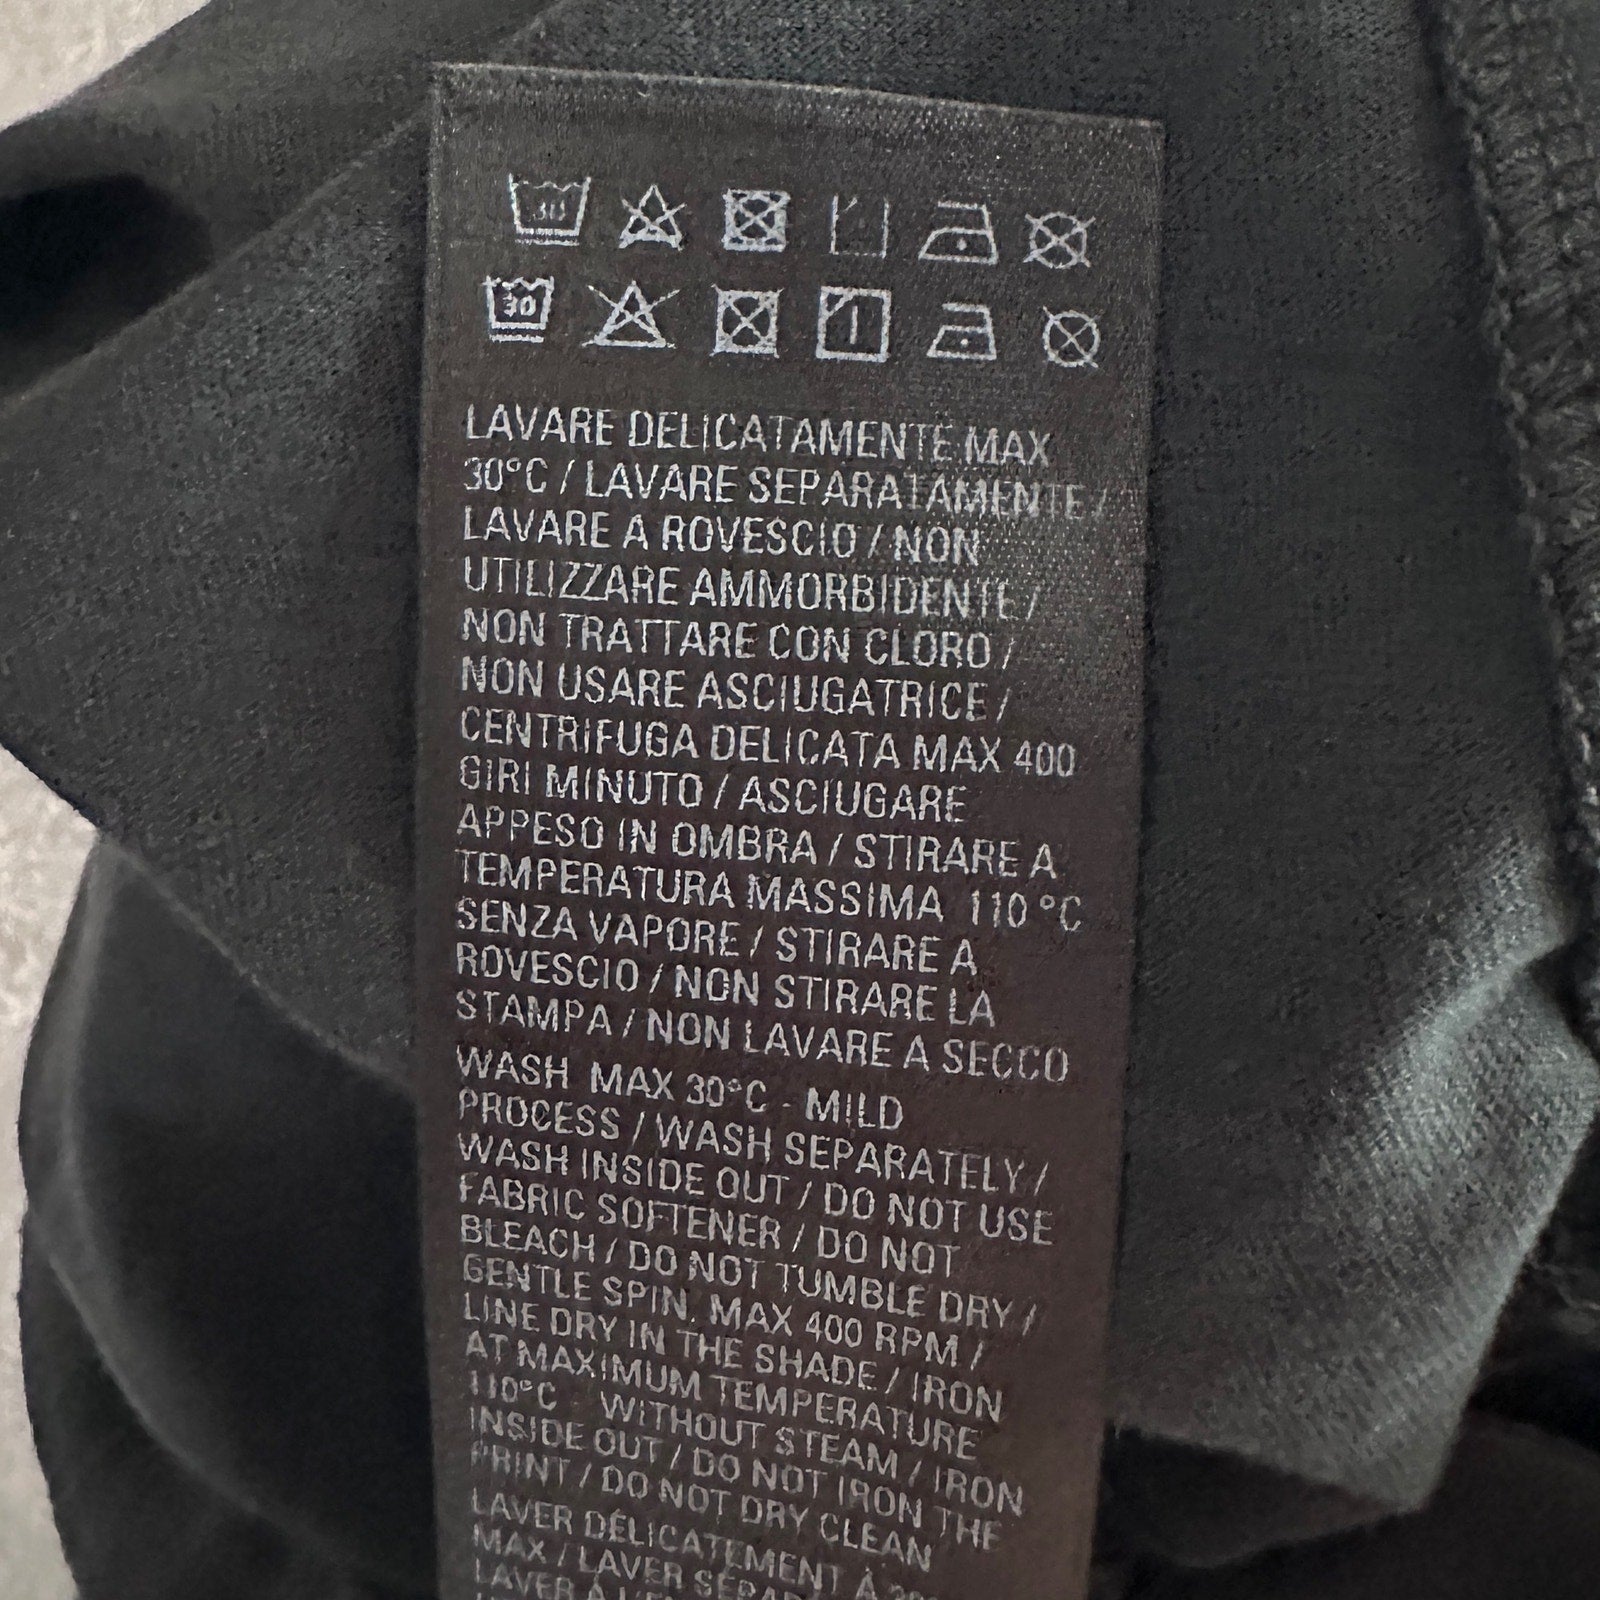 30
30
LAVARE DELICATAMENTE MAX
30°C / LAVARE SEPARATAMENTE /
LAVARE A ROVESCIO / NON
UTILIZZARE AMMORBIDENTE /
NON TRATTARE CON CLORO /
NON USARE ASCIUGATRICE /
CENTRIFUGA DELICATA MAX 400
GIRI MINUTO / ASCIUGARE
APPESO IN OMBRA / STIRARE A
TEMPERATURA MASSIMA 110 °C
SENZA VAPORE / STIRARE A
ROVESCIO / NON STIRARE LA
STAMPA / NON LAVARE A SECCO
WASH MAX 30°C - MILD
PROCESS / WASH SEPARATELY /
WASH INSIDE OUT / DO NOT USE
FABRIC SOFTENER / DO NOT
BLEACH / DO NOT TUMBLE DRY /
GENTLE SPIN, MAX 400 RPM /
LINE DRY IN THE SHADE / IRON
AT MAXIMUM TEMPERATURE
110°C - WITHOUT STEAM / IRON
INSIDE OUT / DO NOT IRON THE
PRINT / DO NOT DRY CLEAN
LAVER DÉLICATEMENT À 30°
MAX / LAVER
LAVER À